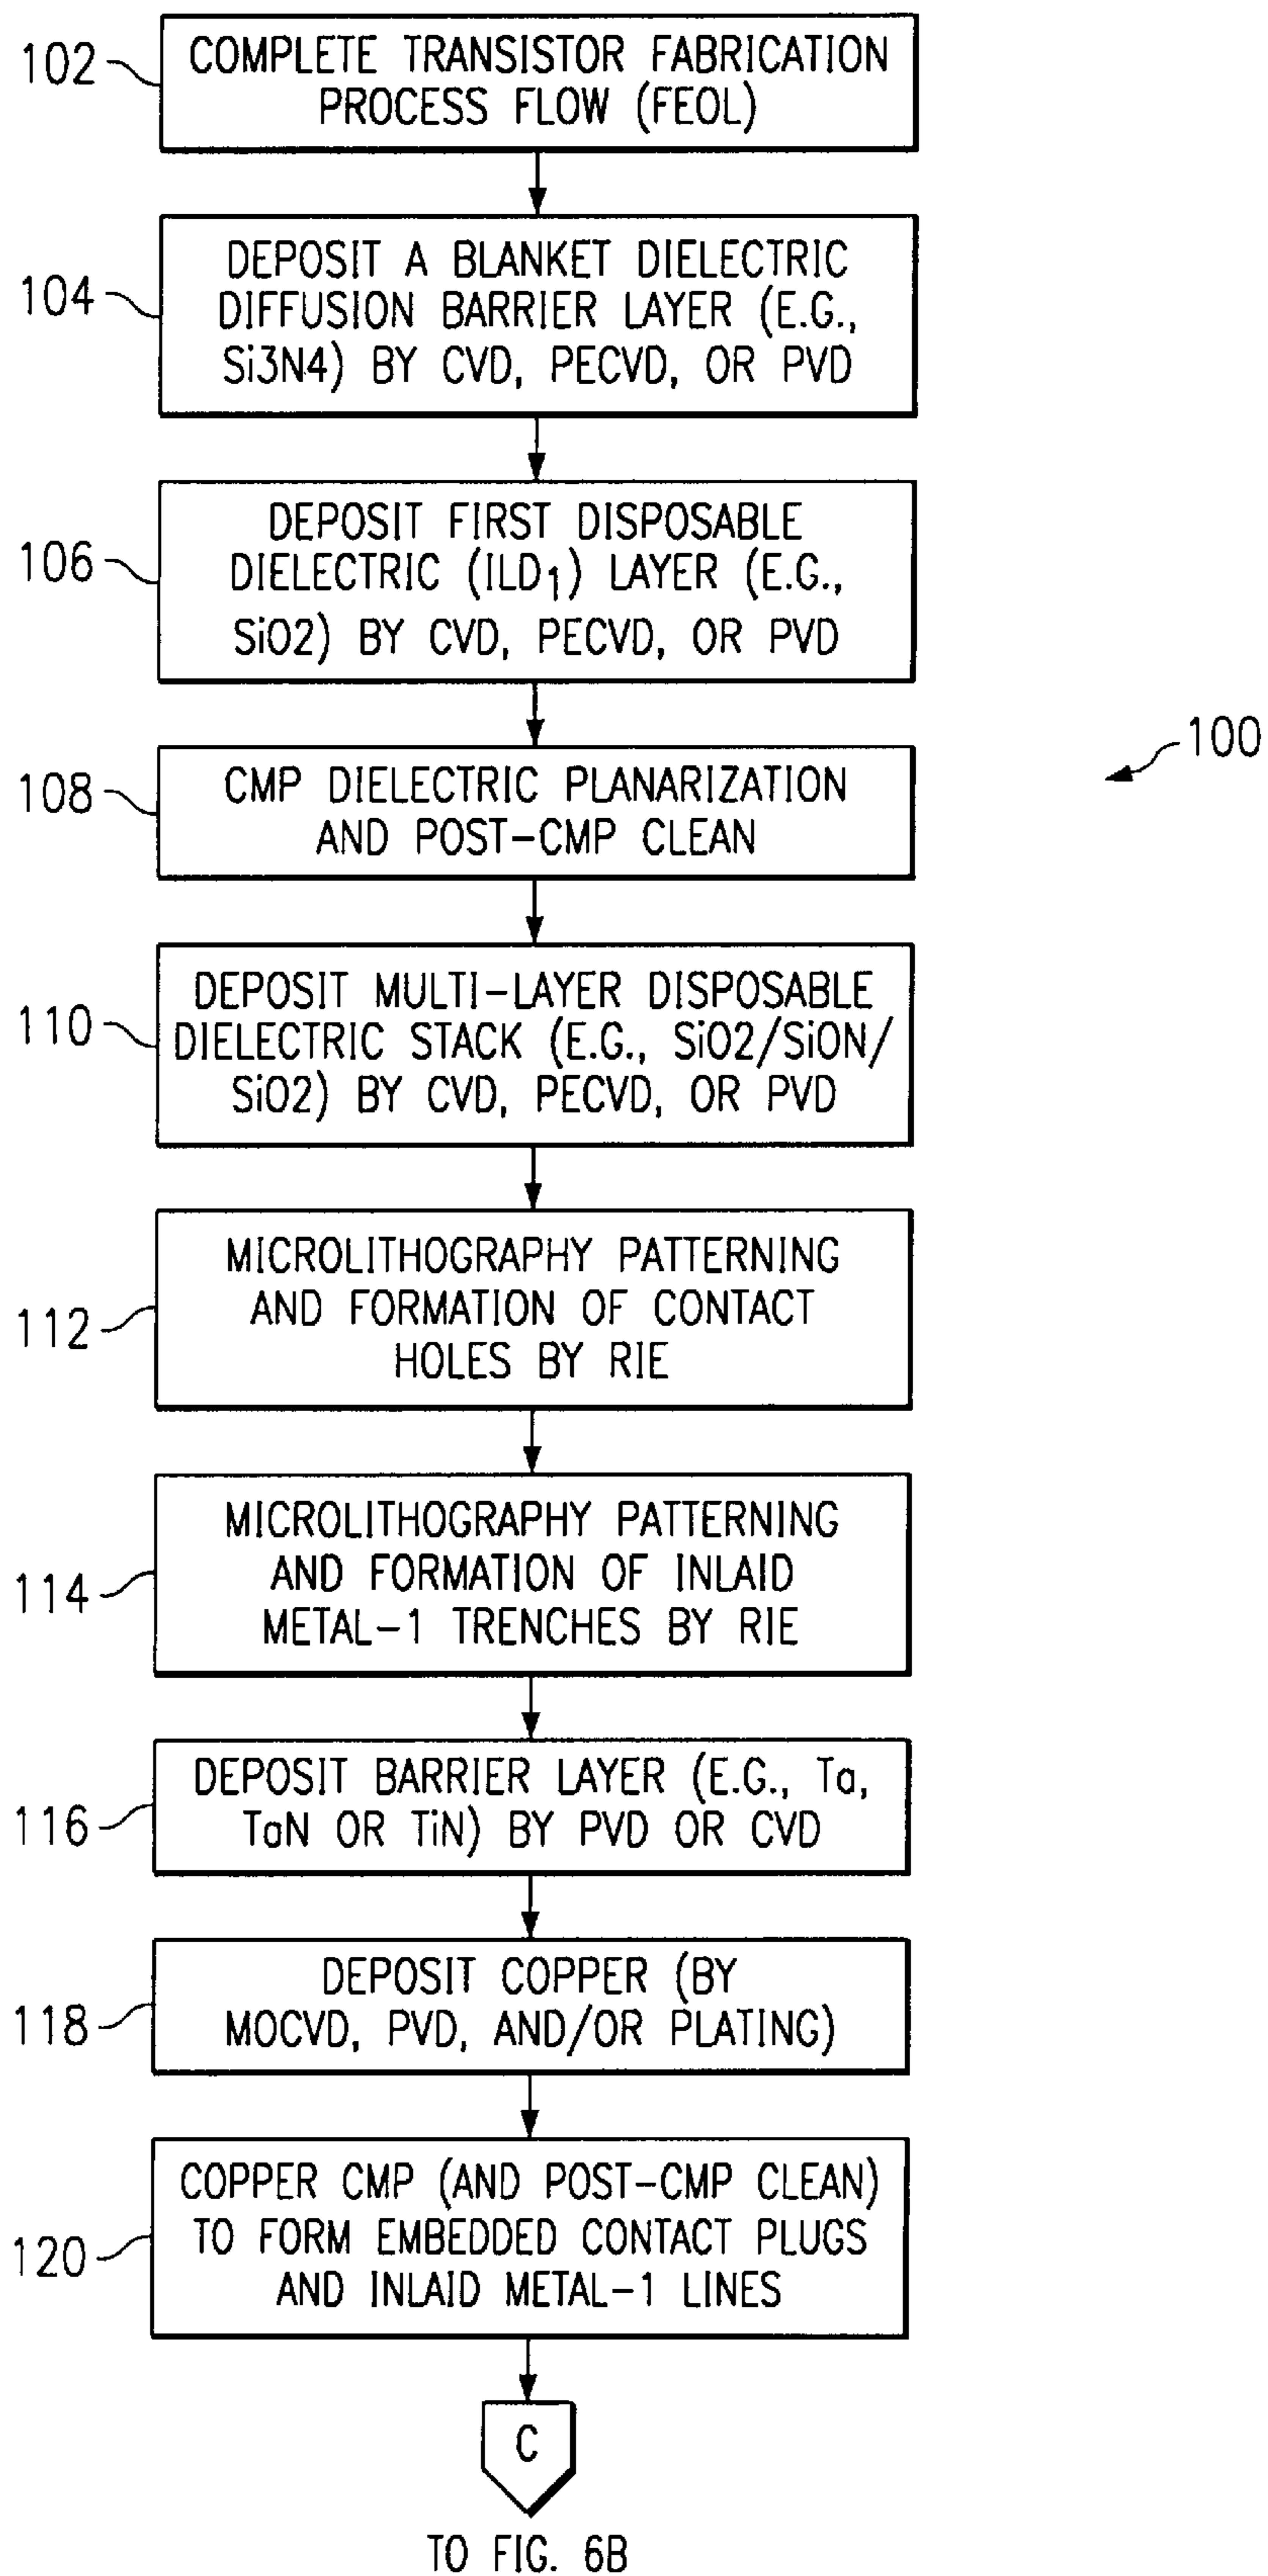 102
COMPLETE TRANSISTOR FABRICATION
PROCESS FLOW (FEOL)
104
DEPOSIT A BLANKET DIELECTRIC
DIFFUSION BARRIER LAYER (E.G.,
Si3N4) BY CVD, PECVD, OR PVD
106
DEPOSIT FIRST DISPOSABLE
DIELECTRIC (ILD1) LAYER (E.G.,
SiO2) BY CVD, PECVD, OR PVD
100
108
CMP DIELECTRIC PLANARIZATION
AND POST-CMP CLEAN
110
DEPOSIT MULTI-LAYER DISPOSABLE
DIELECTRIC STACK (E.G., SiO2/SiON/
SiO2) BY CVD, PECVD, OR PVD
112
MICROLITHOGRAPHY PATTERNING
AND FORMATION OF CONTACT
HOLES BY RIE
114
MICROLITHOGRAPHY PATTERNING
AND FORMATION OF INLAID
METAL-1 TRENCHES BY RIE
116
DEPOSIT BARRIER LAYER (E.G., Ta,
TaN OR TiN) BY PVD OR CVD
118
DEPOSIT COPPER (BY
MOCVD, PVD, AND/OR PLATING)
120
COPPER CMP (AND POST-CMP CLEAN)
TO FORM EMBEDDED CONTACT PLUGS
AND INLAID METAL-1 LINES
C
TO FIG. 6B